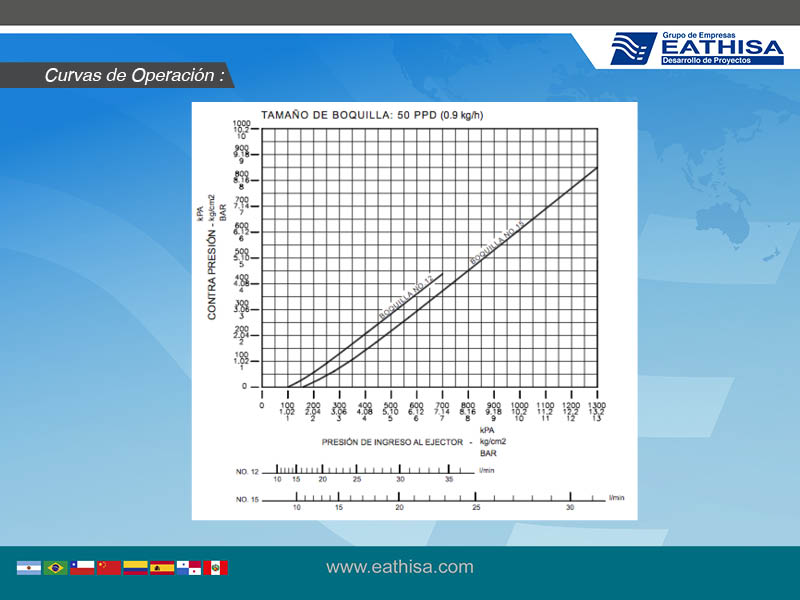 Grupo de Empresas
EATHISA
Desarrollo de Proyectos
Curvas de Operación :
TAMAÑO DE BOQUILLA: 50 PPD (0.9 kg/h)
1000
10,2
10
900
9.18
9
800
8.16
8
700
7.14
7
600
6.12
6
500
5.10
5
400
4.08
4
300
3.06
3
200
2.04
2
100
1.02
1
0
CONTRA PRESIÓN - kPA kg/cm2 BAR
BOQUILLA NO. 12
BOQUILLA NO. 15
0 100 200 300 400 500 600 700 800 900 1000 1100 1200 1300
1.02 2.04 3.06 4.08 5.10 6.12 7.14 8.16 9.18 10.2 11.2 12.2 13.2
1 2 3 4 5 6 7 8 9 10 11 12 13
PRESIÓN DE INGRESO AL EJECTOR - kPA kg/cm2 BAR
NO. 12 l/min
10 15 20 25 30 35
NO. 15 l/min
10 15 20 25 30
www.eathisa.com